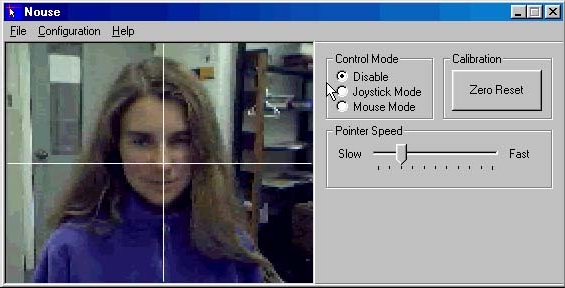 Nouse
File Configuration Help
Control Mode
Disable
Joystick Mode
Mouse Mode
Calibration
Zero Reset
Pointer Speed
Slow Fast